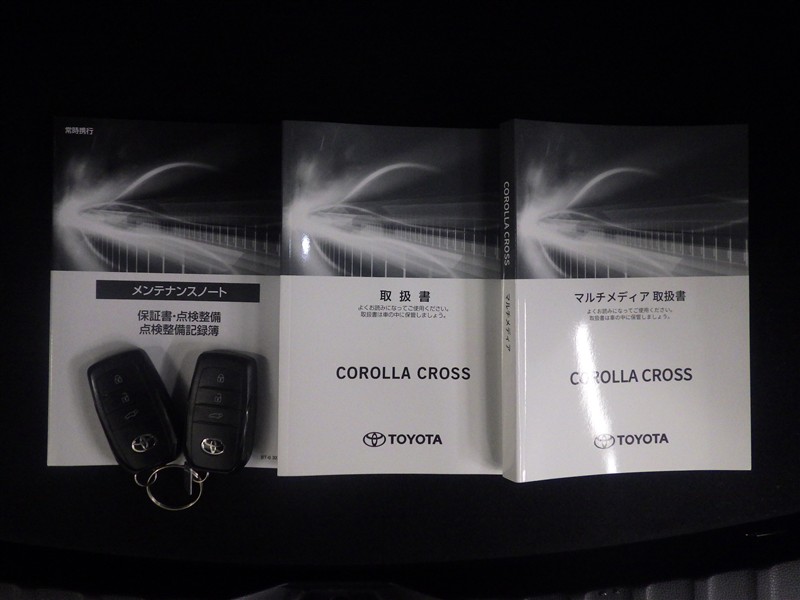 常時携行
メンテナンスノート
保証書・点検整備
点検整備記録簿
取扱書
よくお読みになってご使用ください。
取扱書は車の中に保管しましょう。
COROLLA CROSS
TOYOTA
COROLLA CROSS
マルチメディア
マルチメディア 取扱書
よくお読みになってご使用ください。
取扱書は車の中に保管しましょう。
COROLLA CROSS
TOYOTA